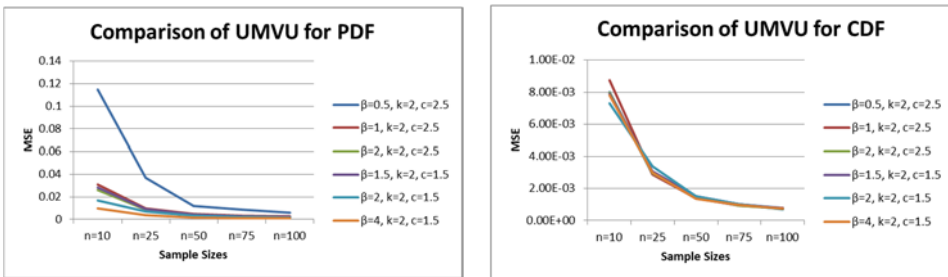 Comparison of UMVU for PDF
0.14
0.12
0.1
0.08
0.06
0.04
0.02
0
MSE
n=10 n=25 n=50 n=75 n=100
Sample Sizes
β=0.5, k=2, c=2.5
β=1, k=2, c=2.5
β=2, k=2, c=2.5
β=1.5, k=2, c=1.5
β=2, k=2, c=1.5
β=4, k=2, c=1.5
Comparison of UMVU for CDF
1.00E-02
8.00E-03
6.00E-03
4.00E-03
2.00E-03
0.00E+00
MSE
n=10 n=25 n=50 n=75 n=100
Sample Sizes
β=0.5, k=2, c=2.5
β=1, k=2, c=2.5
β=2, k=2, c=2.5
β=1.5, k=2, c=1.5
β=2, k=2, c=1.5
β=4, k=2, c=1.5